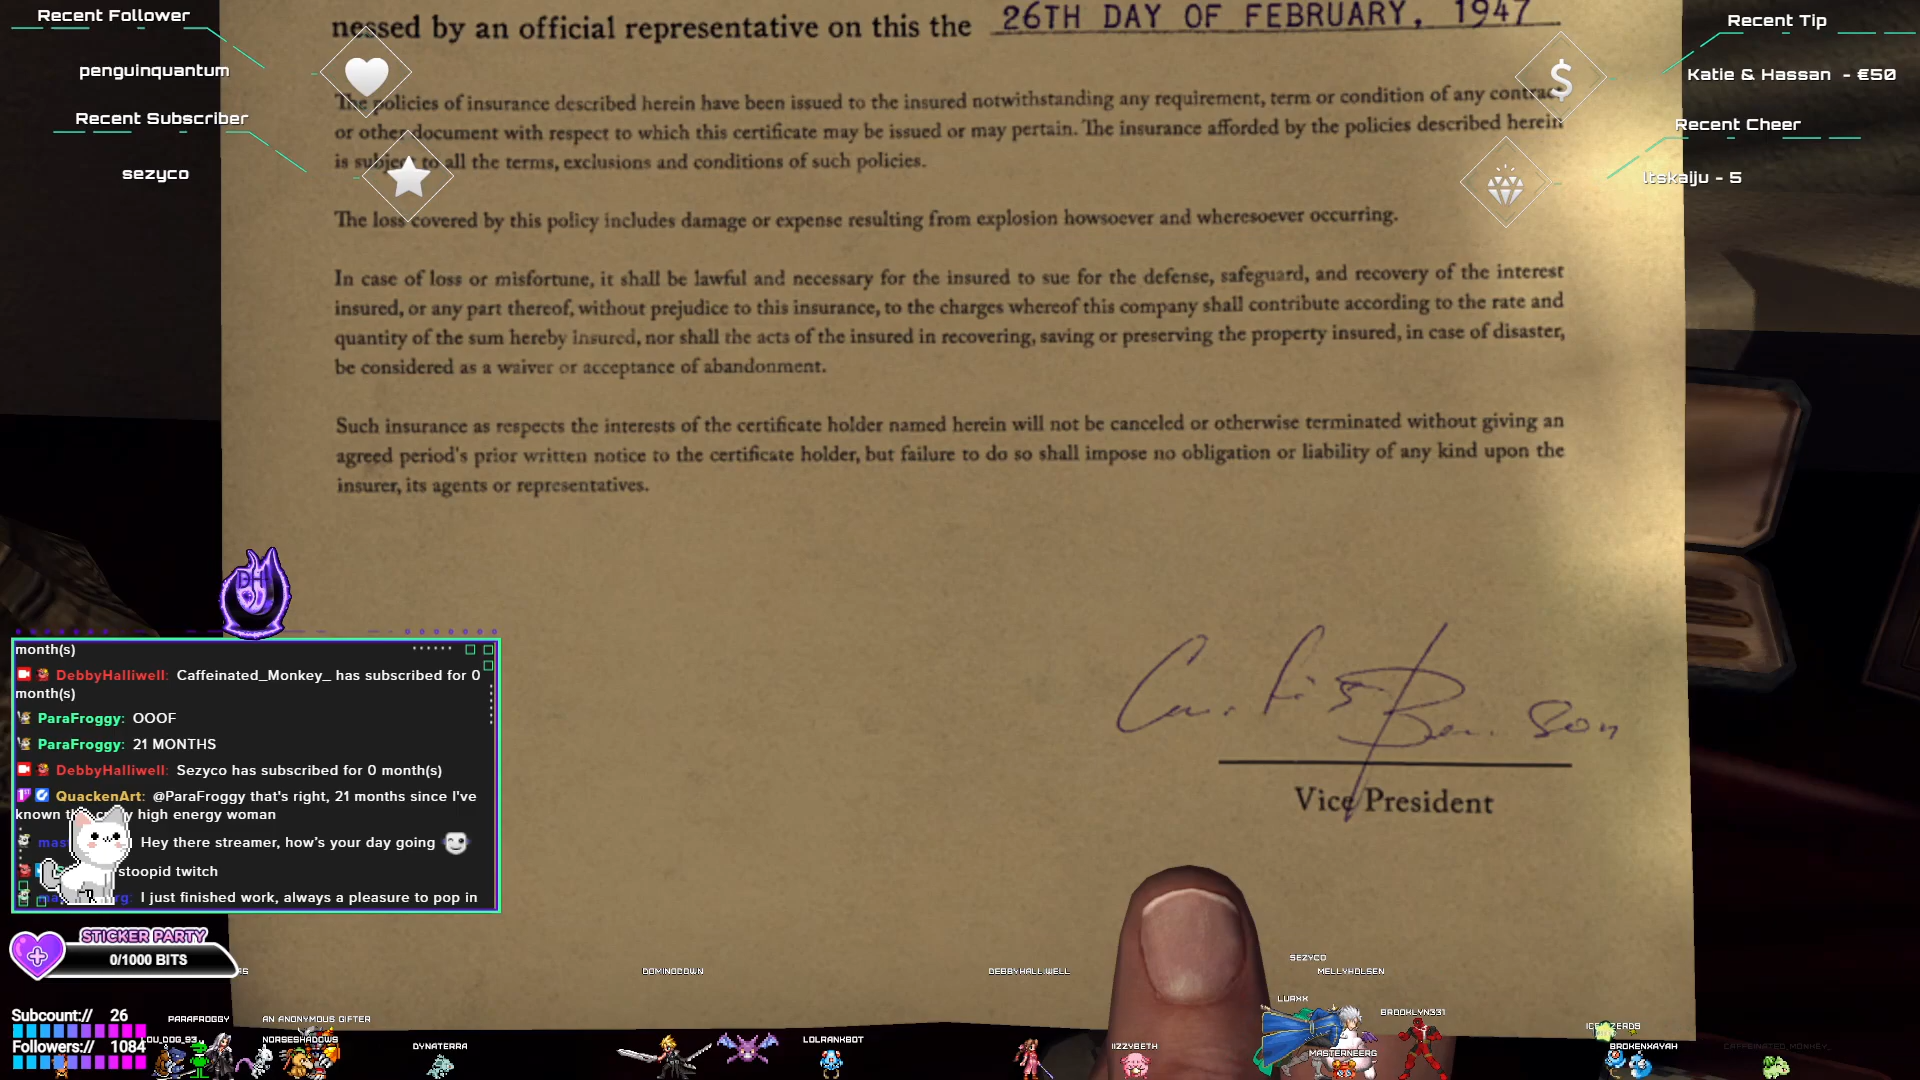 Recent Follower
penguinquantum
Recent Subscriber
sezyco
Recent Tip
Katie & Hassan - €50
Recent Cheer
Itskaiju - 5
nessed by an official representative on this the 26TH DAY OF FEBRUARY, 1947
The policies of insurance described herein have been issued to the insured notwithstanding any requirement, term or condition of any contract
or other document with respect to which this certificate may be issued or may pertain. The insurance afforded by the policies described herein
is subject to all the terms, exclusions and conditions of such policies.
The loss covered by this policy includes damage or expense resulting from explosion howsoever and wheresoever occurring.
In case of loss or misfortune, it shall be lawful and necessary for the insured to sue for the defense, safeguard, and recovery of the interest
insured, or any part thereof, without prejudice to this insurance, to the charges whereof this company shall contribute according to the rate and
quantity of the sum hereby insured, nor shall the acts of the insured in recovering, saving or preserving the property insured, in case of disaster,
be considered as a waiver or acceptance of abandonment.
Such insurance as respects the interests of the certificate holder named herein will not be canceled or otherwise terminated without giving an
agreed period's prior written notice to the certificate holder, but failure to do so shall impose no obligation or liability of any kind upon the
insurer, its agents or representatives.
Curtis Benson
Vice President
DH
month(s)
DebbyHalliwell: Caffeinated_Monkey_ has subscribed for 0
month(s)
ParaFroggy: OOOF
ParaFroggy: 21 MONTHS
DebbyHalliwell: Sezyco has subscribed for 0 month(s)
QuackenArt: @ParaFroggy that's right, 21 months since I've
known high energy woman
Hey there streamer, how's your day going
stoopid twitch
I just finished work, always a pleasure to pop in
STICKER PARTY
0/1000 BITS
Subcount:// 26
Followers:// 1084
DOMINODOWN
DEBBYHALLIWELL
SEZYCO
MELLYHOLSEN
LURXX
PARAFROGGY
AN ANONYMOUS GIFTER
NORSESHADOWS
DYNATERRA
LOLRANKBOT
IIZZYBETH
MASTERNEERG
BROOKLYN331
BROKENXAYAH
CAFFEINATED_MONKEY_